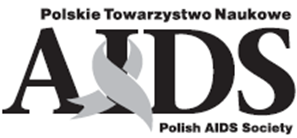 Polskie Towarzystwo Naukowe
AIDS
Polish AIDS Society